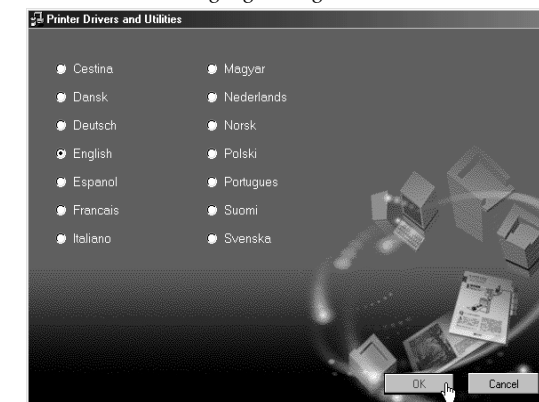 Printer Drivers and Utilities
Cestina
Dansk
Deutsch
English
Espanol
Francais
Italiano
Magyar
Nederlands
Norsk
Polski
Portugues
Suomi
Svenska
OK
Cancel